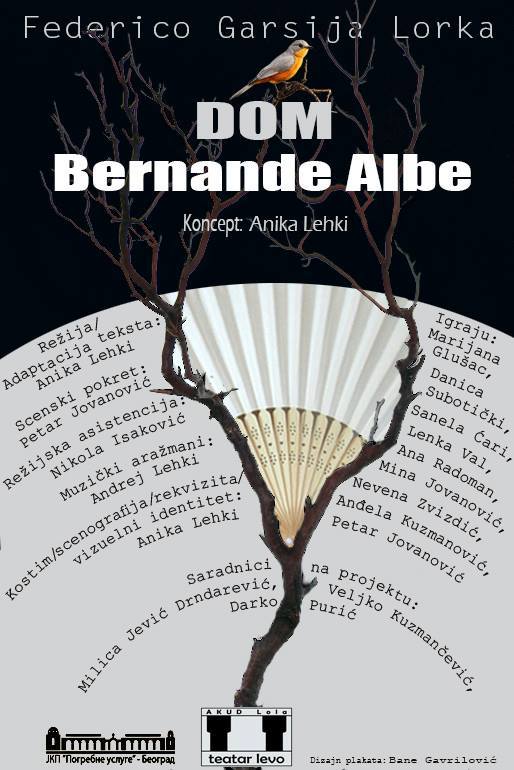 Federico Garsija Lorka
DOM
Bernande Albe
Koncept: Anika Lehki
Režija/
Adaptacija teksta:
Anika Lehki
Scenski pokret:
Petar Jovanović
Režijska asistencija:
Nikola Isaković
Muzički aražmani:
Andrej Lehki
Kostim/scenografija/rekvizita/
vizuelni identitet:
Anika Lehki
Igraju:
Marijana
Glušac,
Danica
Subotički,
Sanela Ćari,
Lenka Val,
Ana Radoman,
Mina Jovanović,
Nevena Zvizdić,
Anđela Kuzmanović,
Petar Jovanović
Saradnici na projektu:
Milica Jević Drndarević, Veljko Kuzmančević,
Darko Purić
ЈКП "Погребне услуге" - Београд
AKUD Lola
teatar levo
Dizajn plakata: Bane Gavrilović